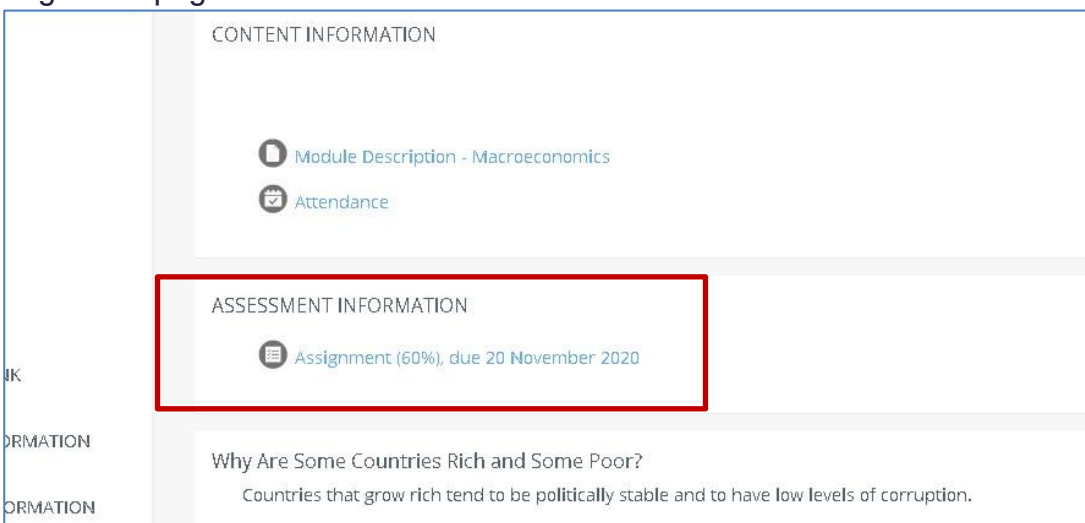 CONTENT INFORMATION
Module Description - Macroeconomics
Attendance
ASSESSMENT INFORMATION
Assignment (60%), due 20 November 2020
Why Are Some Countries Rich and Some Poor?
Countries that grow rich tend to be politically stable and to have low levels of corruption.